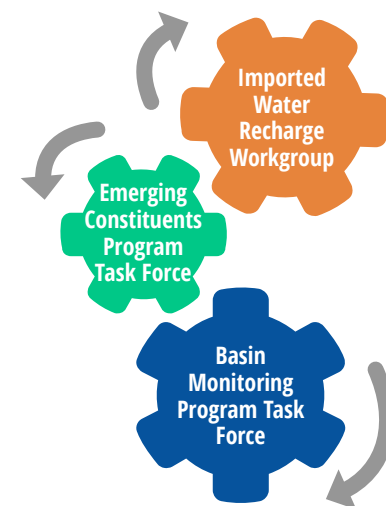 Imported
Water
Recharge
Workgroup
Emerging
Constituents
Program
Task Force
Basin
Monitoring
Program Task
Force